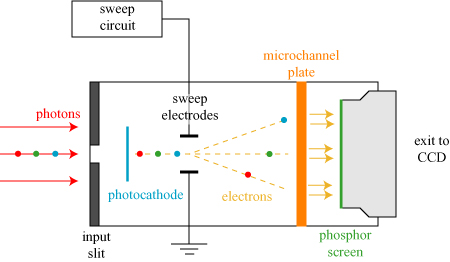 sweep
circuit
microchannel
plate
photons
sweep
electrodes
exit to
CCD
photocathode
electrons
input
slit
phosphor
screen